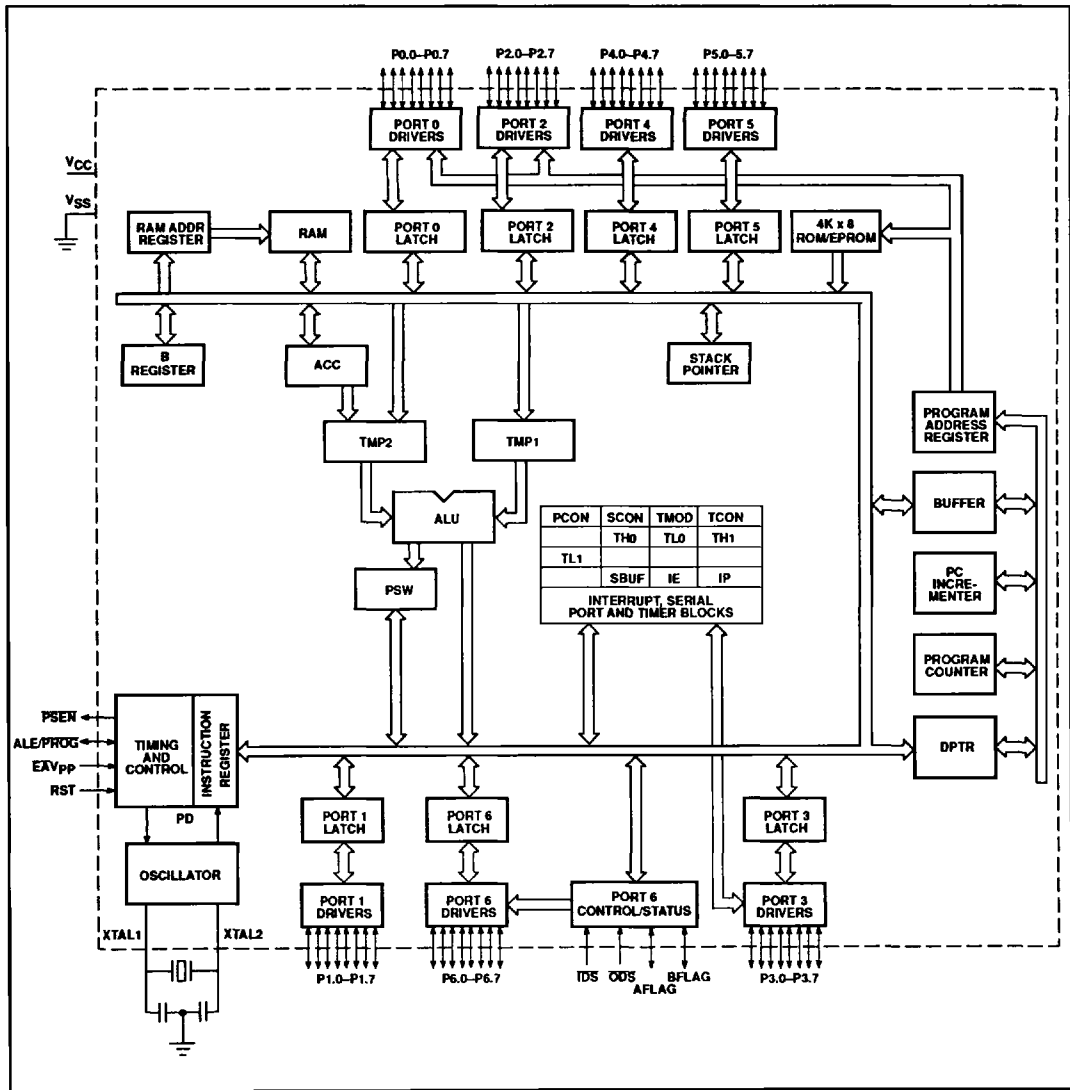 P0.0–P0.7
P2.0–P2.7
P4.0–P4.7
P5.0–5.7
PORT 0
DRIVERS
PORT 2
DRIVERS
PORT 4
DRIVERS
PORT 5
DRIVERS
VCC
VSS
RAM ADDR
REGISTER
RAM
PORT 0
LATCH
PORT 2
LATCH
PORT 4
LATCH
PORT 5
LATCH
4K x 8
ROM/EPROM
B
REGISTER
ACC
STACK
POINTER
TMP2
TMP1
PROGRAM
ADDRESS
REGISTER
ALU
BUFFER
PCON SCON TMOD TCON
TH0 TL0 TH1
TL1
SBUF IE IP
INTERRUPT, SERIAL
PORT AND TIMER BLOCKS
PSW
PC
INCRE-
MENTER
PROGRAM
COUNTER
DPTR
PSEN
ALE/PROG
EAVPP
RST
TIMING
AND
CONTROL
INSTRUCTION
REGISTER
PD
OSCILLATOR
XTAL1
XTAL2
PORT 1
LATCH
PORT 6
LATCH
PORT 3
LATCH
PORT 1
DRIVERS
PORT 6
DRIVERS
PORT 6
CONTROL/STATUS
PORT 3
DRIVERS
P1.0–P1.7
P6.0–P6.7
IDS
ODS
AFLAG
BFLAG
P3.0–P3.7